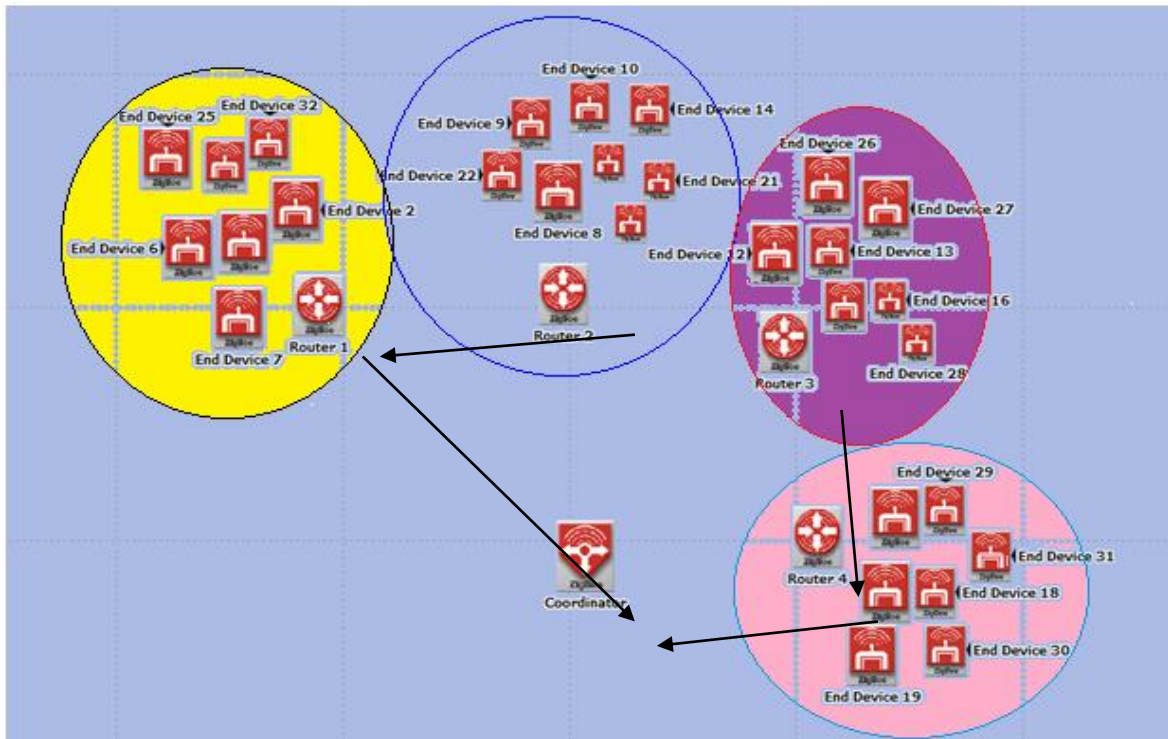 End Device 25
End Device 32
End Device 2
End Device 6
End Device 7
Router 1
ZigBee
End Device 10
End Device 9
End Device 14
End Device 22
End Device 21
End Device 8
Router 2
End Device 26
End Device 27
End Device 12
End Device 13
End Device 16
Router 3
End Device 28
End Device 29
End Device 31
Router 4
End Device 18
End Device 30
End Device 19
Coordinator